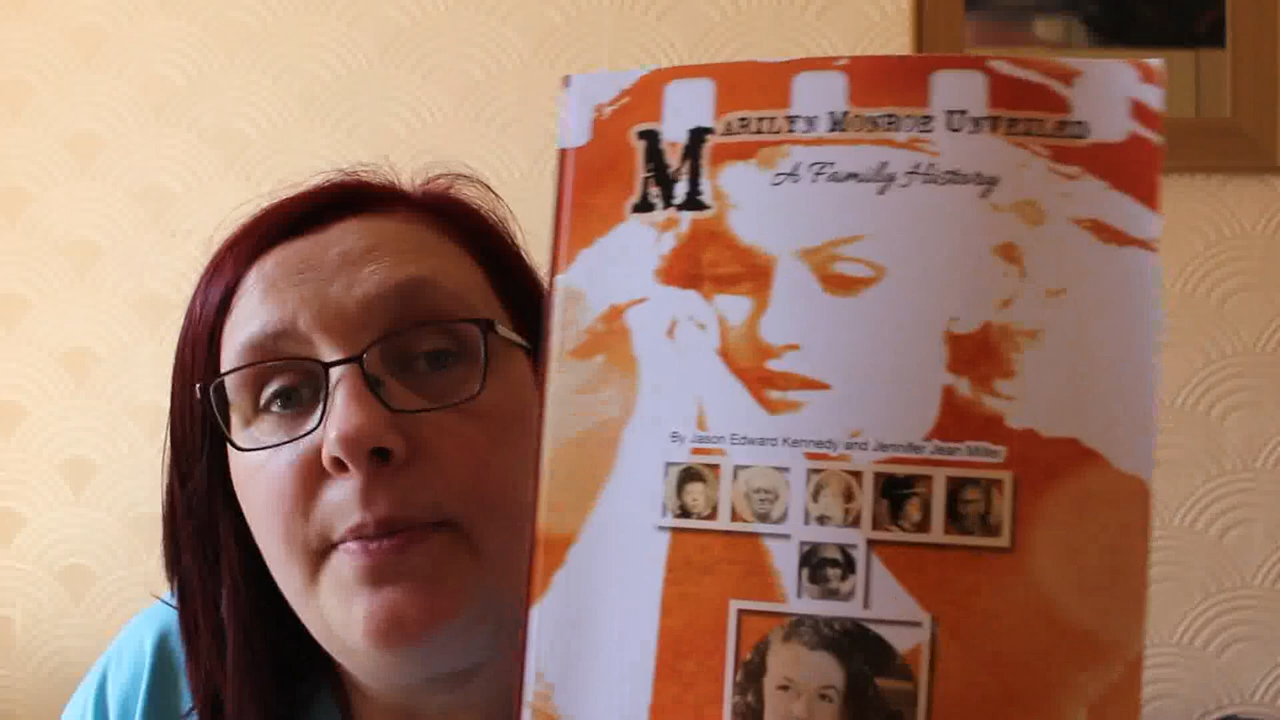 MARILYN MONROE UNVEILED
A Family History
By Jason Edward Kennedy and Jennifer Jean Miller